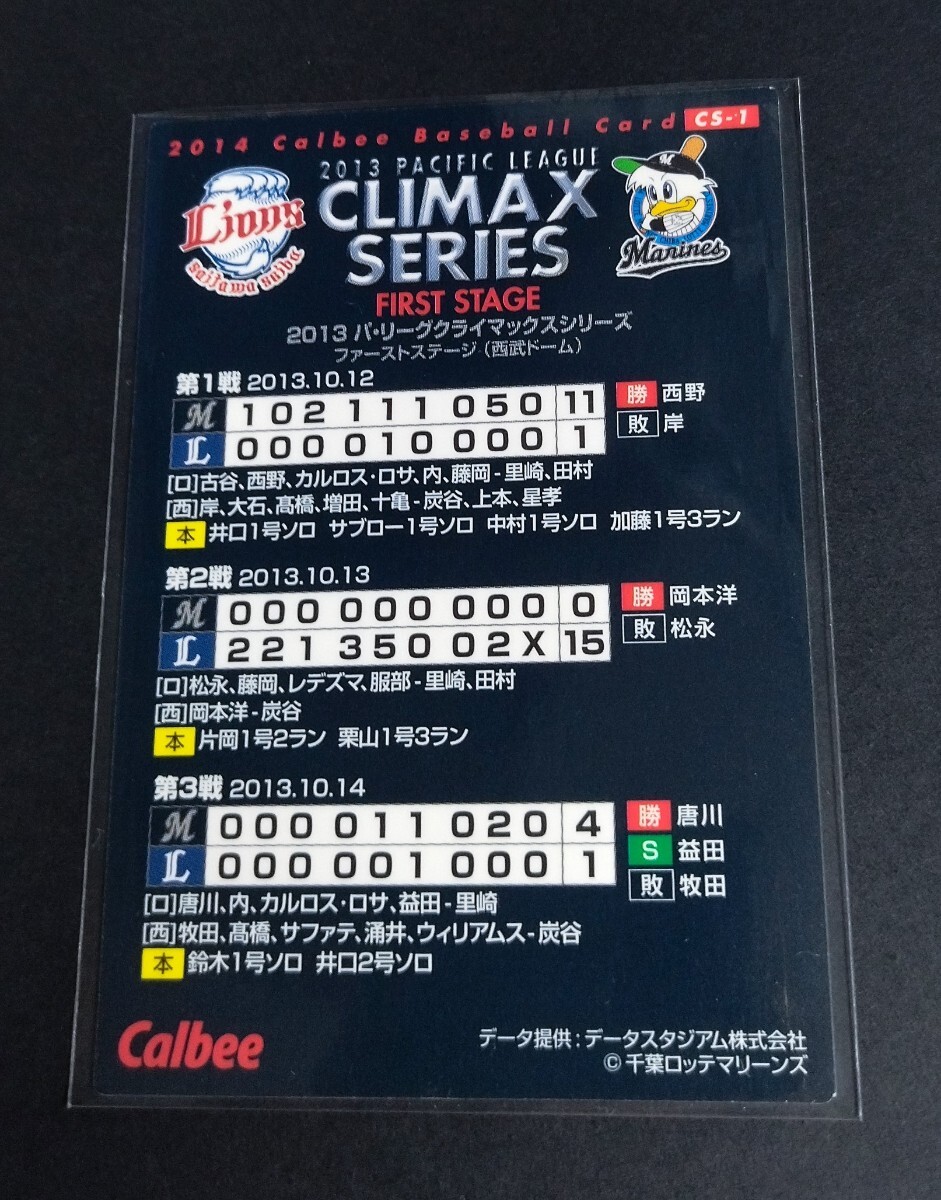 2014 Calbee Baseball Card CS-1
2013 PACIFIC LEAGUE
CLIMAX
SERIES
FIRST STAGE
Lions
saitama seibu
M
Marines
2013 パ・リーグクライマックスシリーズ
ファーストステージ(西武ドーム)
第1戦 2013.10.12
M 1 0 2 1 1 1 0 5 0 11 勝 西野
L 0 0 0 0 1 0 0 0 0 1 敗 岸
[ロ]古谷、西野、カルロス・ロサ、内、藤岡-里崎、田村
[西]岸、大石、髙橋、増田、十亀-炭谷、上本、星孝
本 井口1号ソロ サブロー1号ソロ 中村1号ソロ 加藤1号3ラン
第2戦 2013.10.13
M 0 0 0 0 0 0 0 0 0 0 勝 岡本洋
L 2 2 1 3 5 0 0 2 X 15 敗 松永
[ロ]松永、藤岡、レデズマ、服部-里崎、田村
[西]岡本洋-炭谷
本 片岡1号2ラン 栗山1号3ラン
第3戦 2013.10.14
M 0 0 0 0 1 1 0 2 0 4 勝 唐川
S 益田
L 0 0 0 0 0 1 0 0 0 1 敗 牧田
[ロ]唐川、内、カルロス・ロサ、益田-里崎
[西]牧田、髙橋、サファテ、涌井、ウィリアムス-炭谷
本 鈴木1号ソロ 井口2号ソロ
Calbee
データ提供:データスタジアム株式会社
© 千葉ロッテマリーンズ